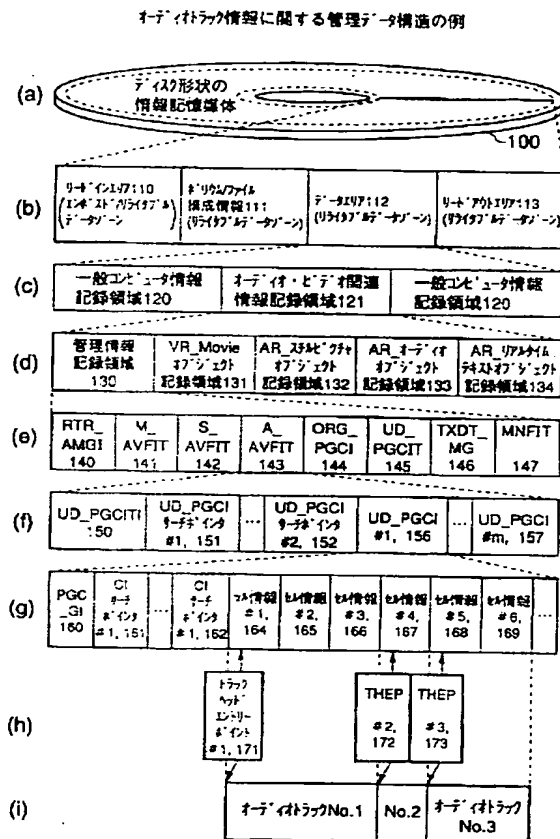 オーディオトラック情報に関する管理データ構造の例
(a)
ディスク形状の
情報記憶媒体
100
(b)
リードインエリア110
(エンボスド/リライタブル
データゾーン)
ボリウム/ファイル
構成情報111
(リライタブルデータゾーン)
データエリア112
(リライタブルデータゾーン)
リードアウトエリア113
(リライタブルデータゾーン)
(c)
一般コンピュータ情報
記録領域120
オーディオ・ビデオ関連
情報記録領域121
一般コンピュータ情報
記録領域120
(d)
管理情報
記録領域
130
VR_Movie
オブジェクト
記録領域131
AR_スチルピクチャ
オブジェクト
記録領域132
AR_オーディオ
オブジェクト
記録領域133
AR_リアルタイム
テキストオブジェクト
記録領域134
(e)
RTR_
AMGI
140
M_
AVFIT
141
S_
AVFIT
142
A_
AVFIT
143
ORG_
PGCI
144
UD_
PGCIT
145
TXDT_
MG
146
MNFIT
147
(f)
UD_PGCITI
150
UD_PGCI
サーチポインタ
#1, 151
…
UD_PGCI
サーチポインタ
#2, 152
UD_PGCI
#1, 156
…
UD_PGCI
#m, 157
(g)
PGC
_GI
160
CI
サーチ
ポインタ
#1, 161
…
CI
サーチ
ポインタ
#1, 162
セル情報
#1,
164
セル情報
#2,
165
セル情報
#3,
166
セル情報
#4,
167
セル情報
#5,
168
セル情報
#6,
169
…
(h)
トラック
ヘッド
エントリー
ポイント
#1, 171
THEP
#2,
172
THEP
#3,
173
(i)
オーディオトラックNo.1
No.2
オーディオトラック
No.3